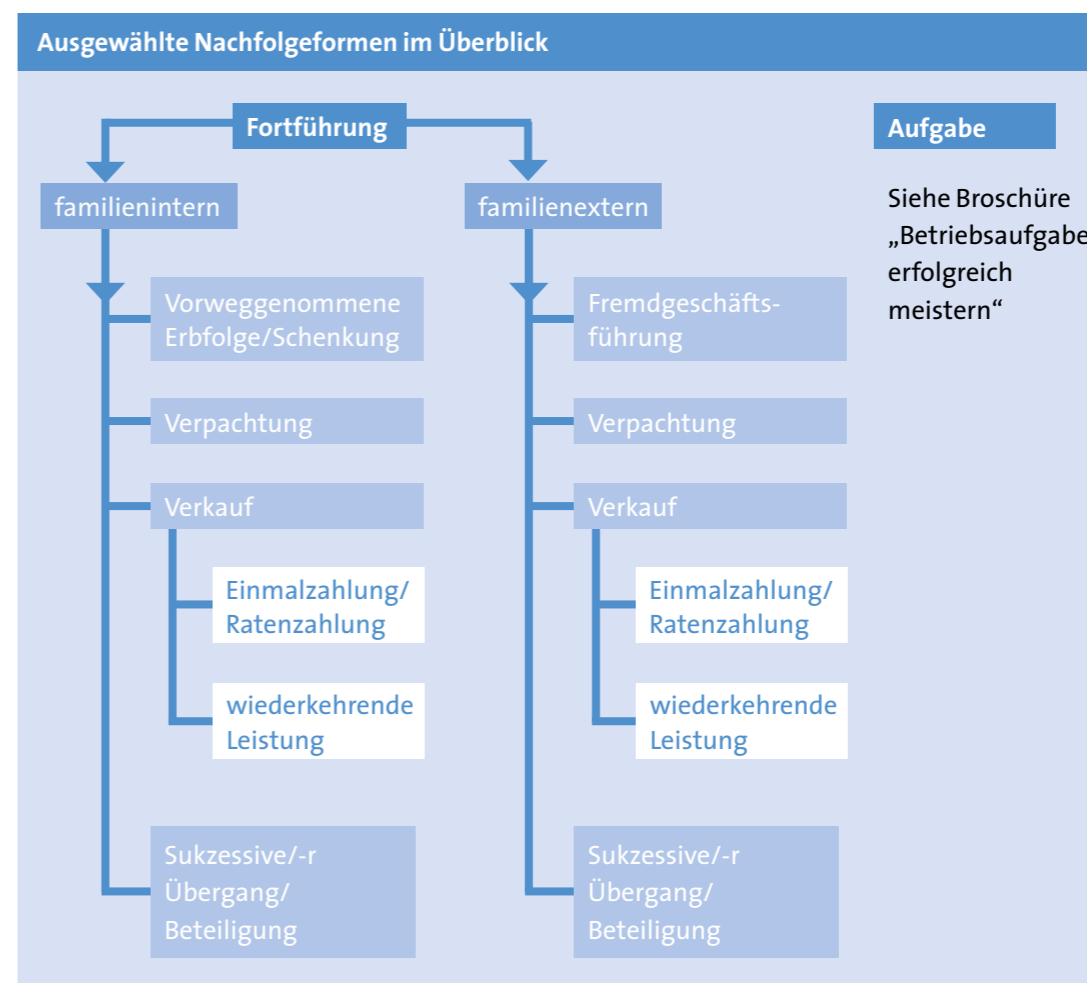 Ausgewählte Nachfolgeformen im Überblick
Fortführung
familienintern
Vorweggenommene
Erbfolge/Schenkung
Verpachtung
Verkauf
Einmalzahlung/
Ratenzahlung
wiederkehrende
Leistung
Sukzessive/-r
Übergang/
Beteiligung
familienextern
Fremdgeschäfts-
führung
Verpachtung
Verkauf
Einmalzahlung/
Ratenzahlung
wiederkehrende
Leistung
Sukzessive/-r
Übergang/
Beteiligung
Aufgabe
Siehe Broschüre
„Betriebsaufgabe
erfolgreich
meistern“